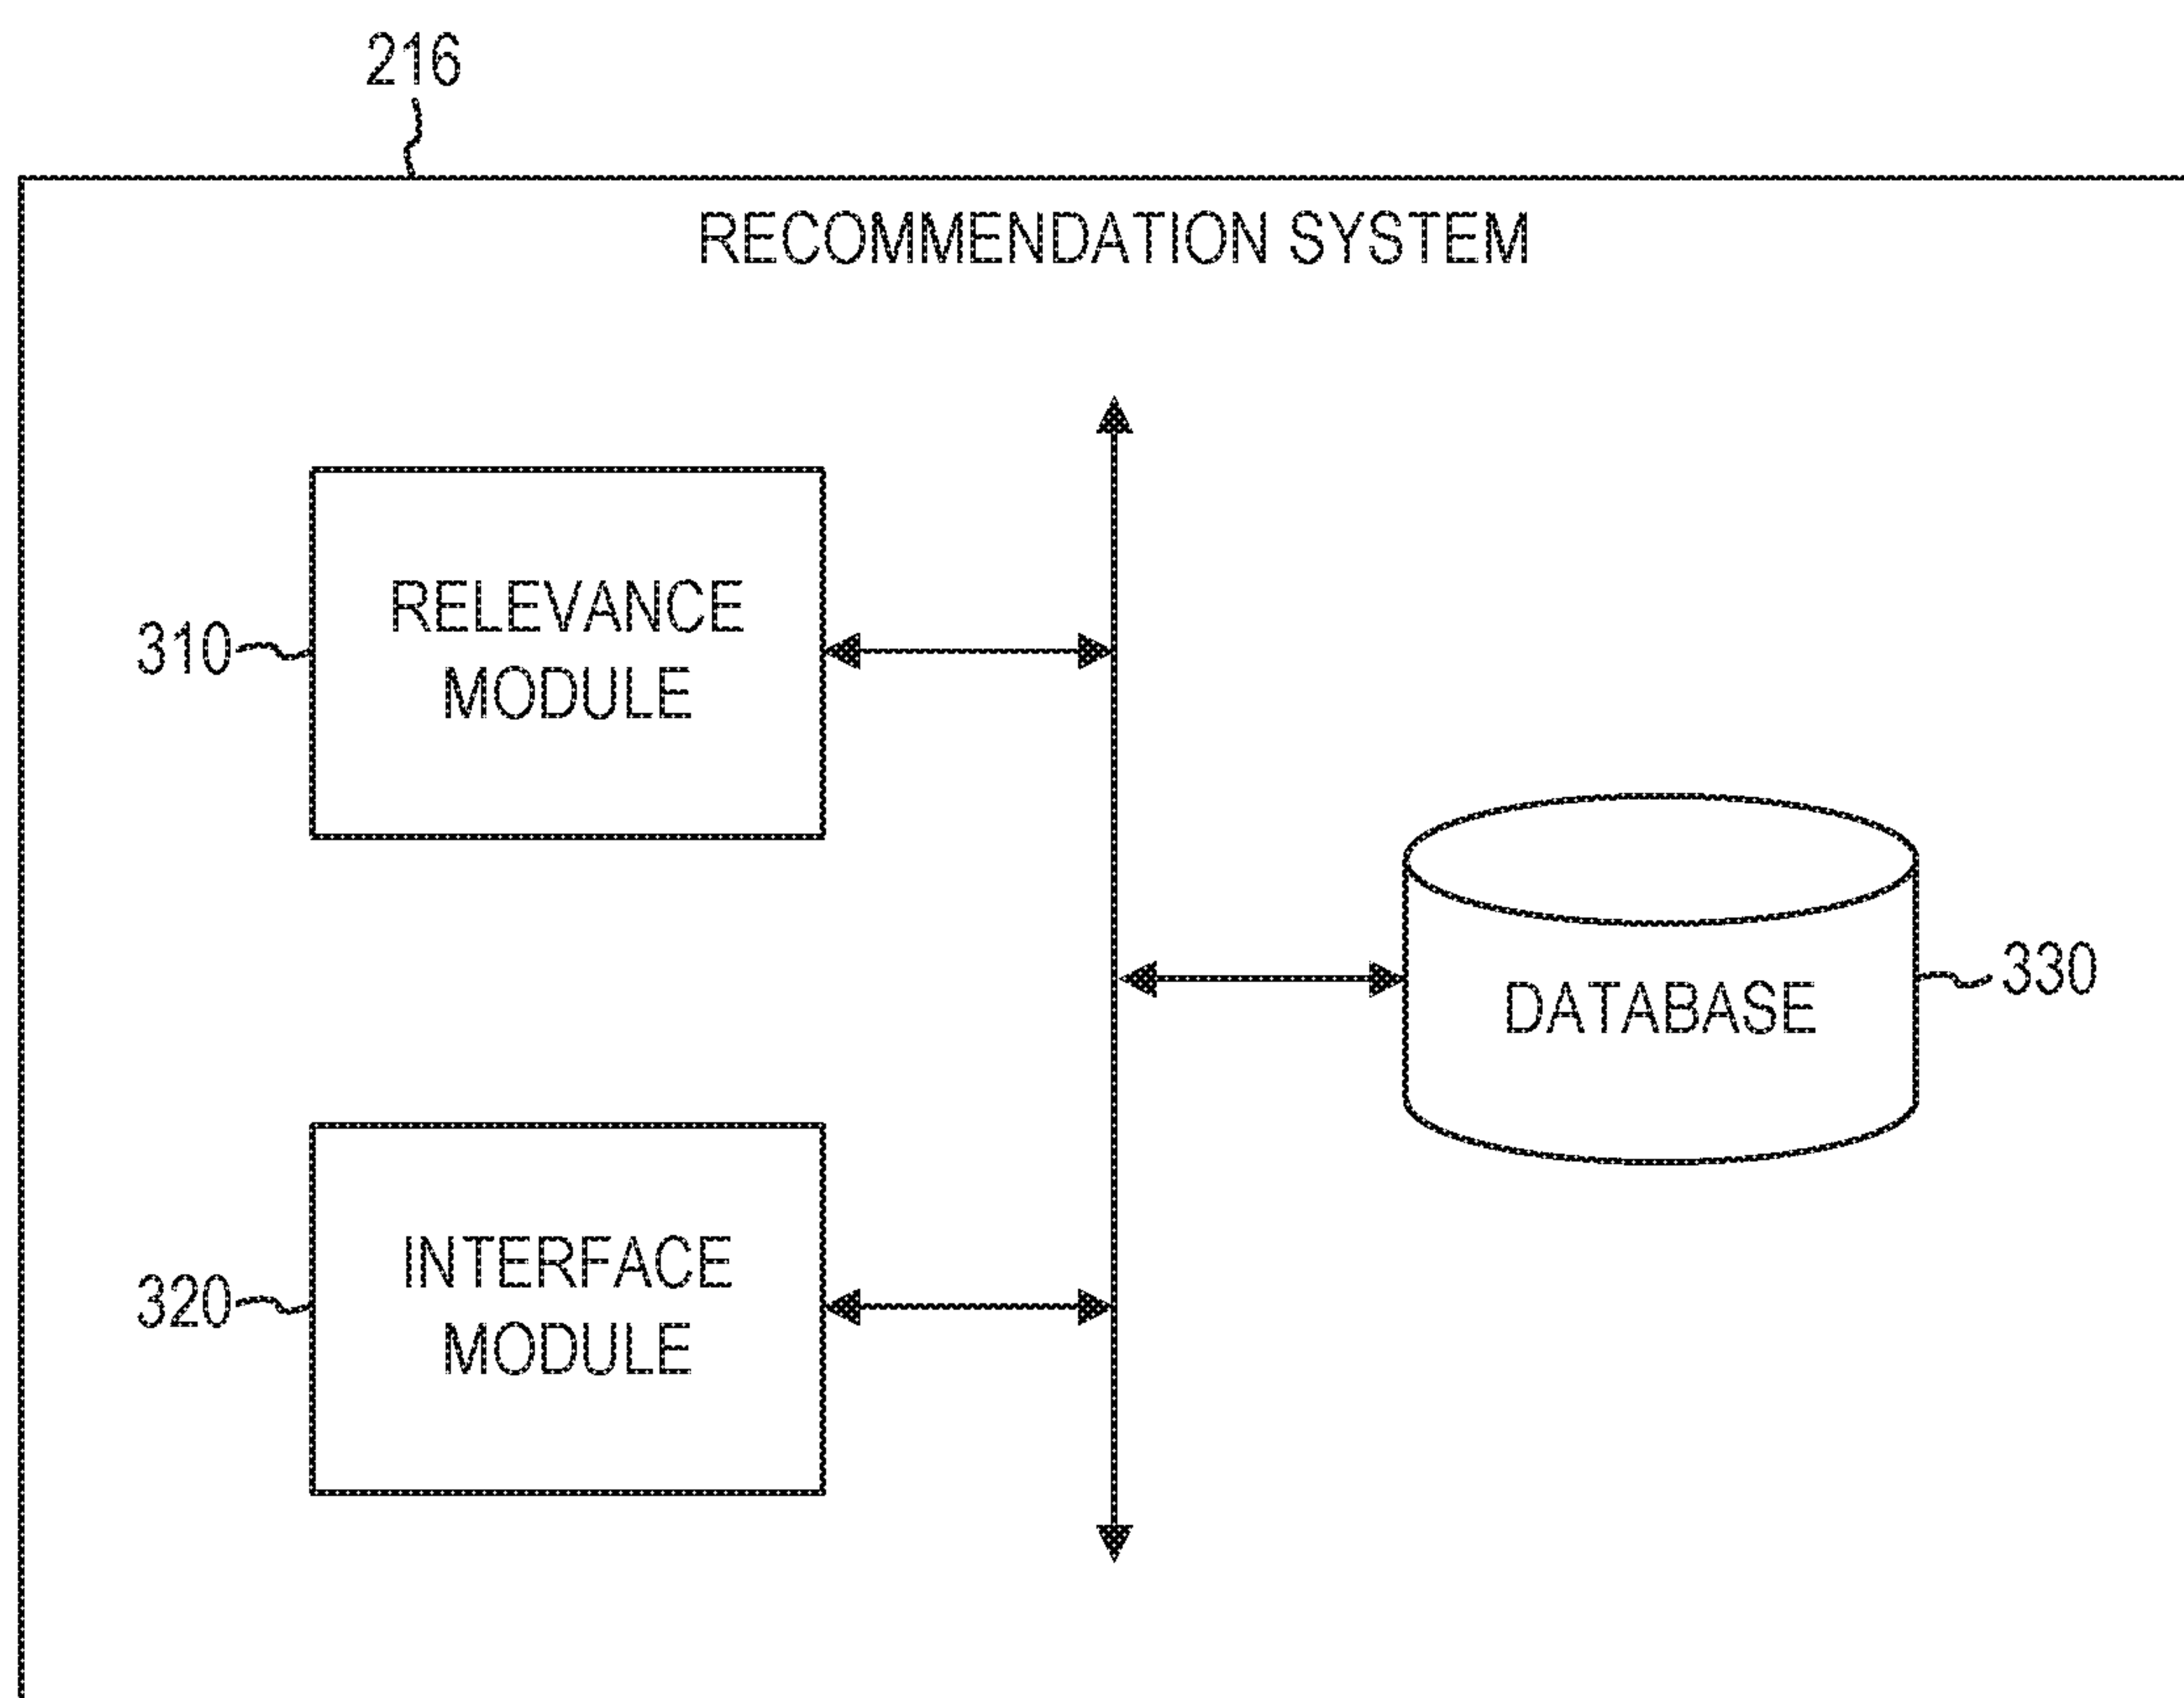 216
RECOMMENDATION SYSTEM
RELEVANCE
MODULE
310
DATABASE
330
INTERFACE
MODULE
320